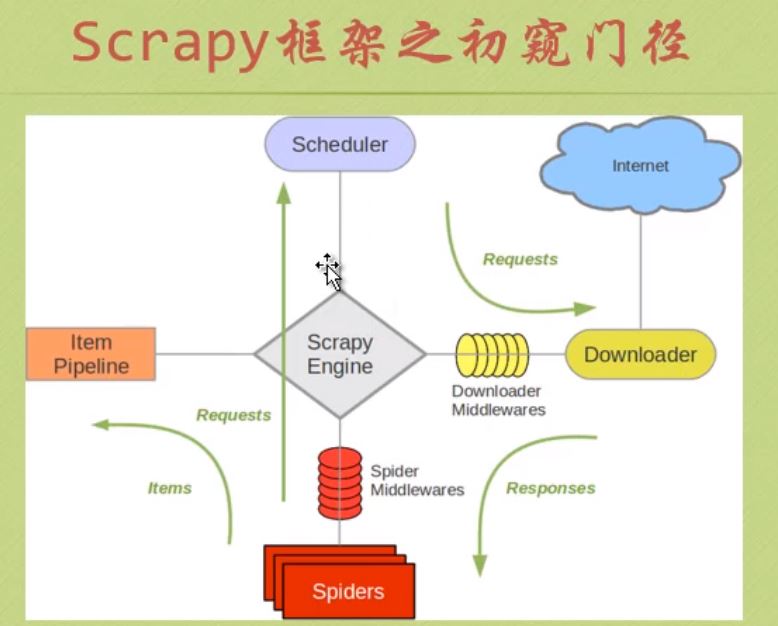 Scrapy框架之初窥门径
Scheduler
Internet
Requests
Item
Pipeline
Scrapy
Engine
Downloader
Downloader
Middlewares
Requests
Items
Spider
Middlewares
Responses
Spiders